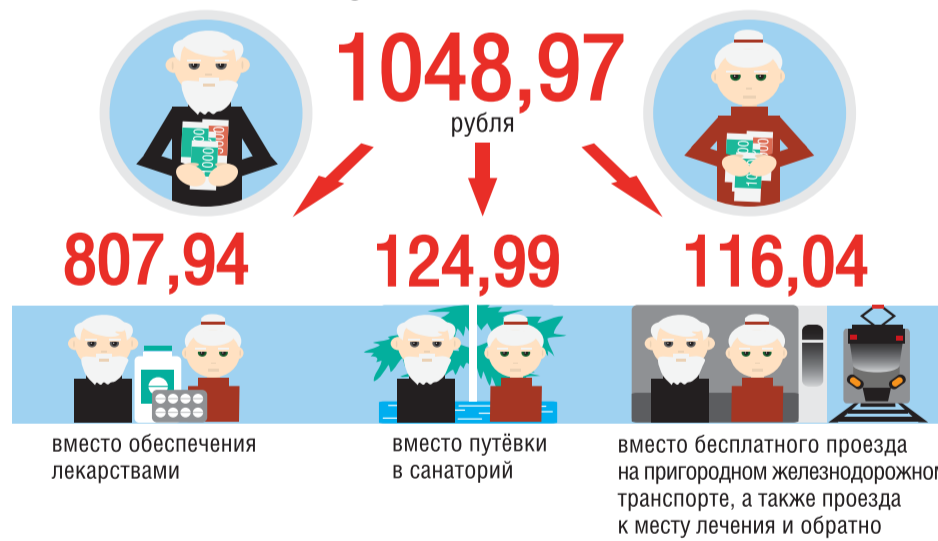 1048,97
рубля
807,94
124,99
116,04
вместо обеспечения
лекарствами
вместо путёвки
в санаторий
вместо бесплатного проезда
на пригородном железнодорожном
транспорте, а также проезда
к месту лечения и обратно